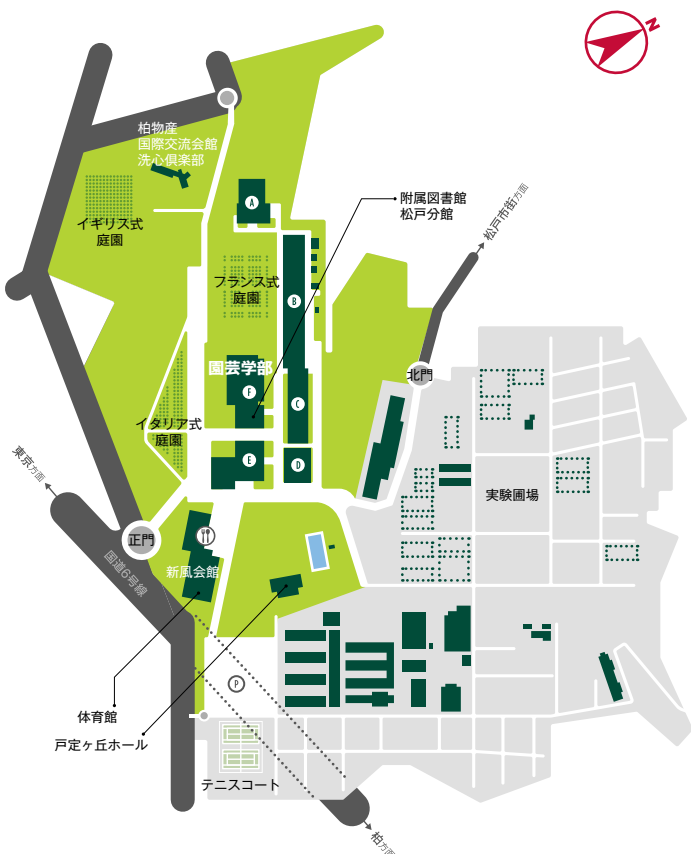 N
柏物産
国際交流会館
洗心倶楽部
A
附属図書館
松戸分館
松戸市街方面
イギリス式
庭園
フランス式
庭園
B
園芸学部
北門
F
C
イタリア式
庭園
E
D
東京方面
実験圃場
正門
新風会館
国道6号線
P
体育館
戸定ヶ丘ホール
テニスコート
柏方面